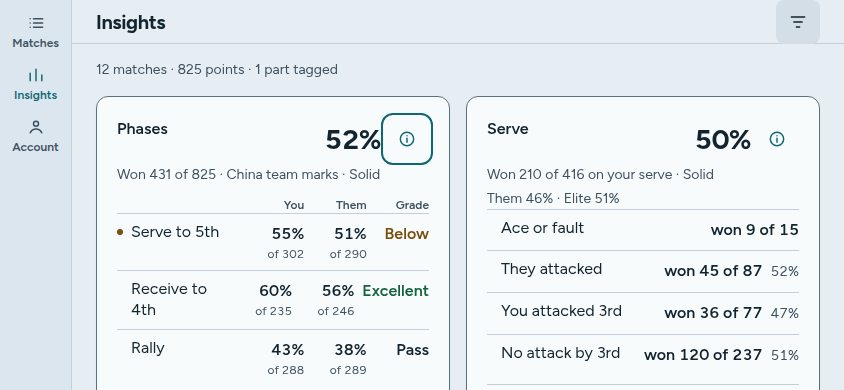 Matches
Insights
Account
Insights
12 matches · 825 points · 1 part tagged
Phases
52%
Won 431 of 825 · China team marks · Solid
You Them Grade
Serve to 5th 55% 51% Below
of 302 of 290
Receive to 4th 60% 56% Excellent
of 235 of 246
Rally 43% 38% Pass
of 288 of 289
Serve
50%
Won 210 of 416 on your serve · Solid
Them 46% · Elite 51%
Ace or fault won 9 of 15
They attacked won 45 of 87 52%
You attacked 3rd won 36 of 77 47%
No attack by 3rd won 120 of 237 51%